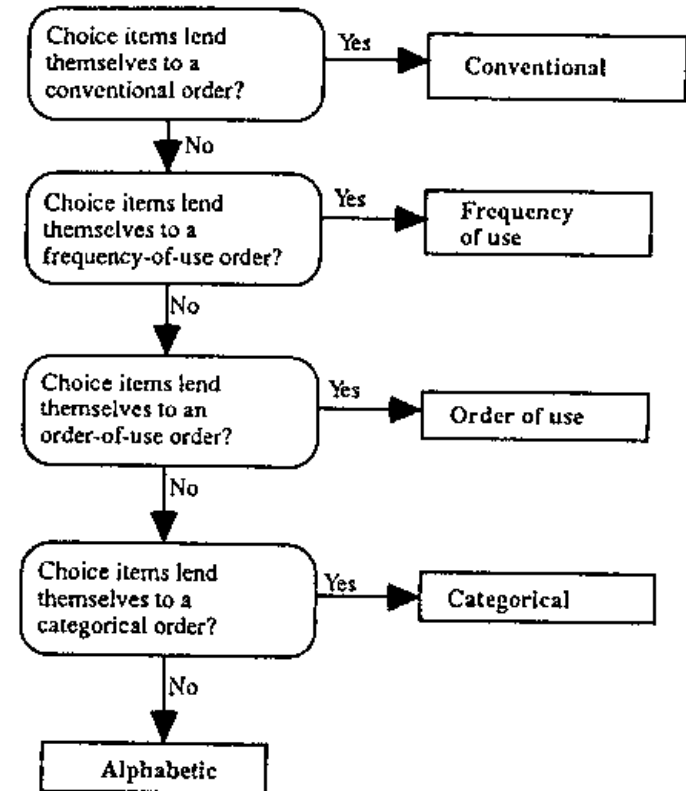 Choice items lend
themselves to a
conventional order?
Yes
Conventional
No
Choice items lend
themselves to a
frequency-of-use order?
Yes
Frequency
of use
No
Choice items lend
themselves to an
order-of-use order?
Yes
Order of use
No
Choice items lend
themselves to a
categorical order?
Yes
Categorical
No
Alphabetic